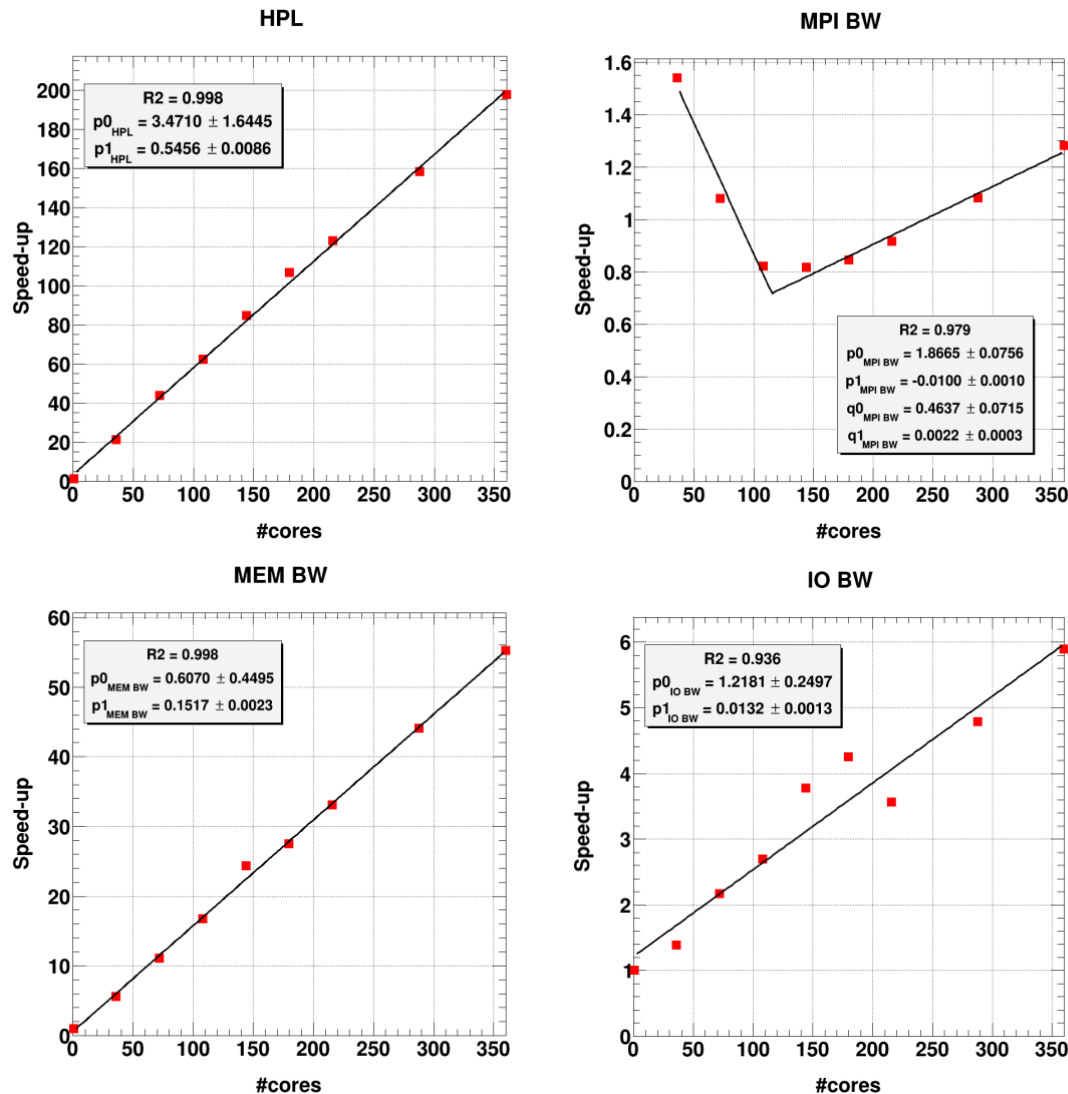 HPL
200
180
160
140
120
100
80
60
40
20
0
R2 = 0.998
p0HPL = 3.4710 ± 1.6445
p1HPL = 0.5456 ± 0.0086
Speed-up
0 50 100 150 200 250 300 350
#cores
MPI BW
1.6
1.4
1.2
1
0.8
0.6
0.4
0.2
0
R2 = 0.979
p0MPI BW = 1.8665 ± 0.0756
p1MPI BW = -0.0100 ± 0.0010
q0MPI BW = 0.4637 ± 0.0715
q1MPI BW = 0.0022 ± 0.0003
Speed-up
0 50 100 150 200 250 300 350
#cores
MEM BW
60
50
40
30
20
10
0
R2 = 0.998
p0MEM BW = 0.6070 ± 0.4495
p1MEM BW = 0.1517 ± 0.0023
Speed-up
0 50 100 150 200 250 300 350
#cores
IO BW
6
5
4
3
2
1
0
R2 = 0.936
p0IO BW = 1.2181 ± 0.2497
p1IO BW = 0.0132 ± 0.0013
Speed-up
0 50 100 150 200 250 300 350
#cores